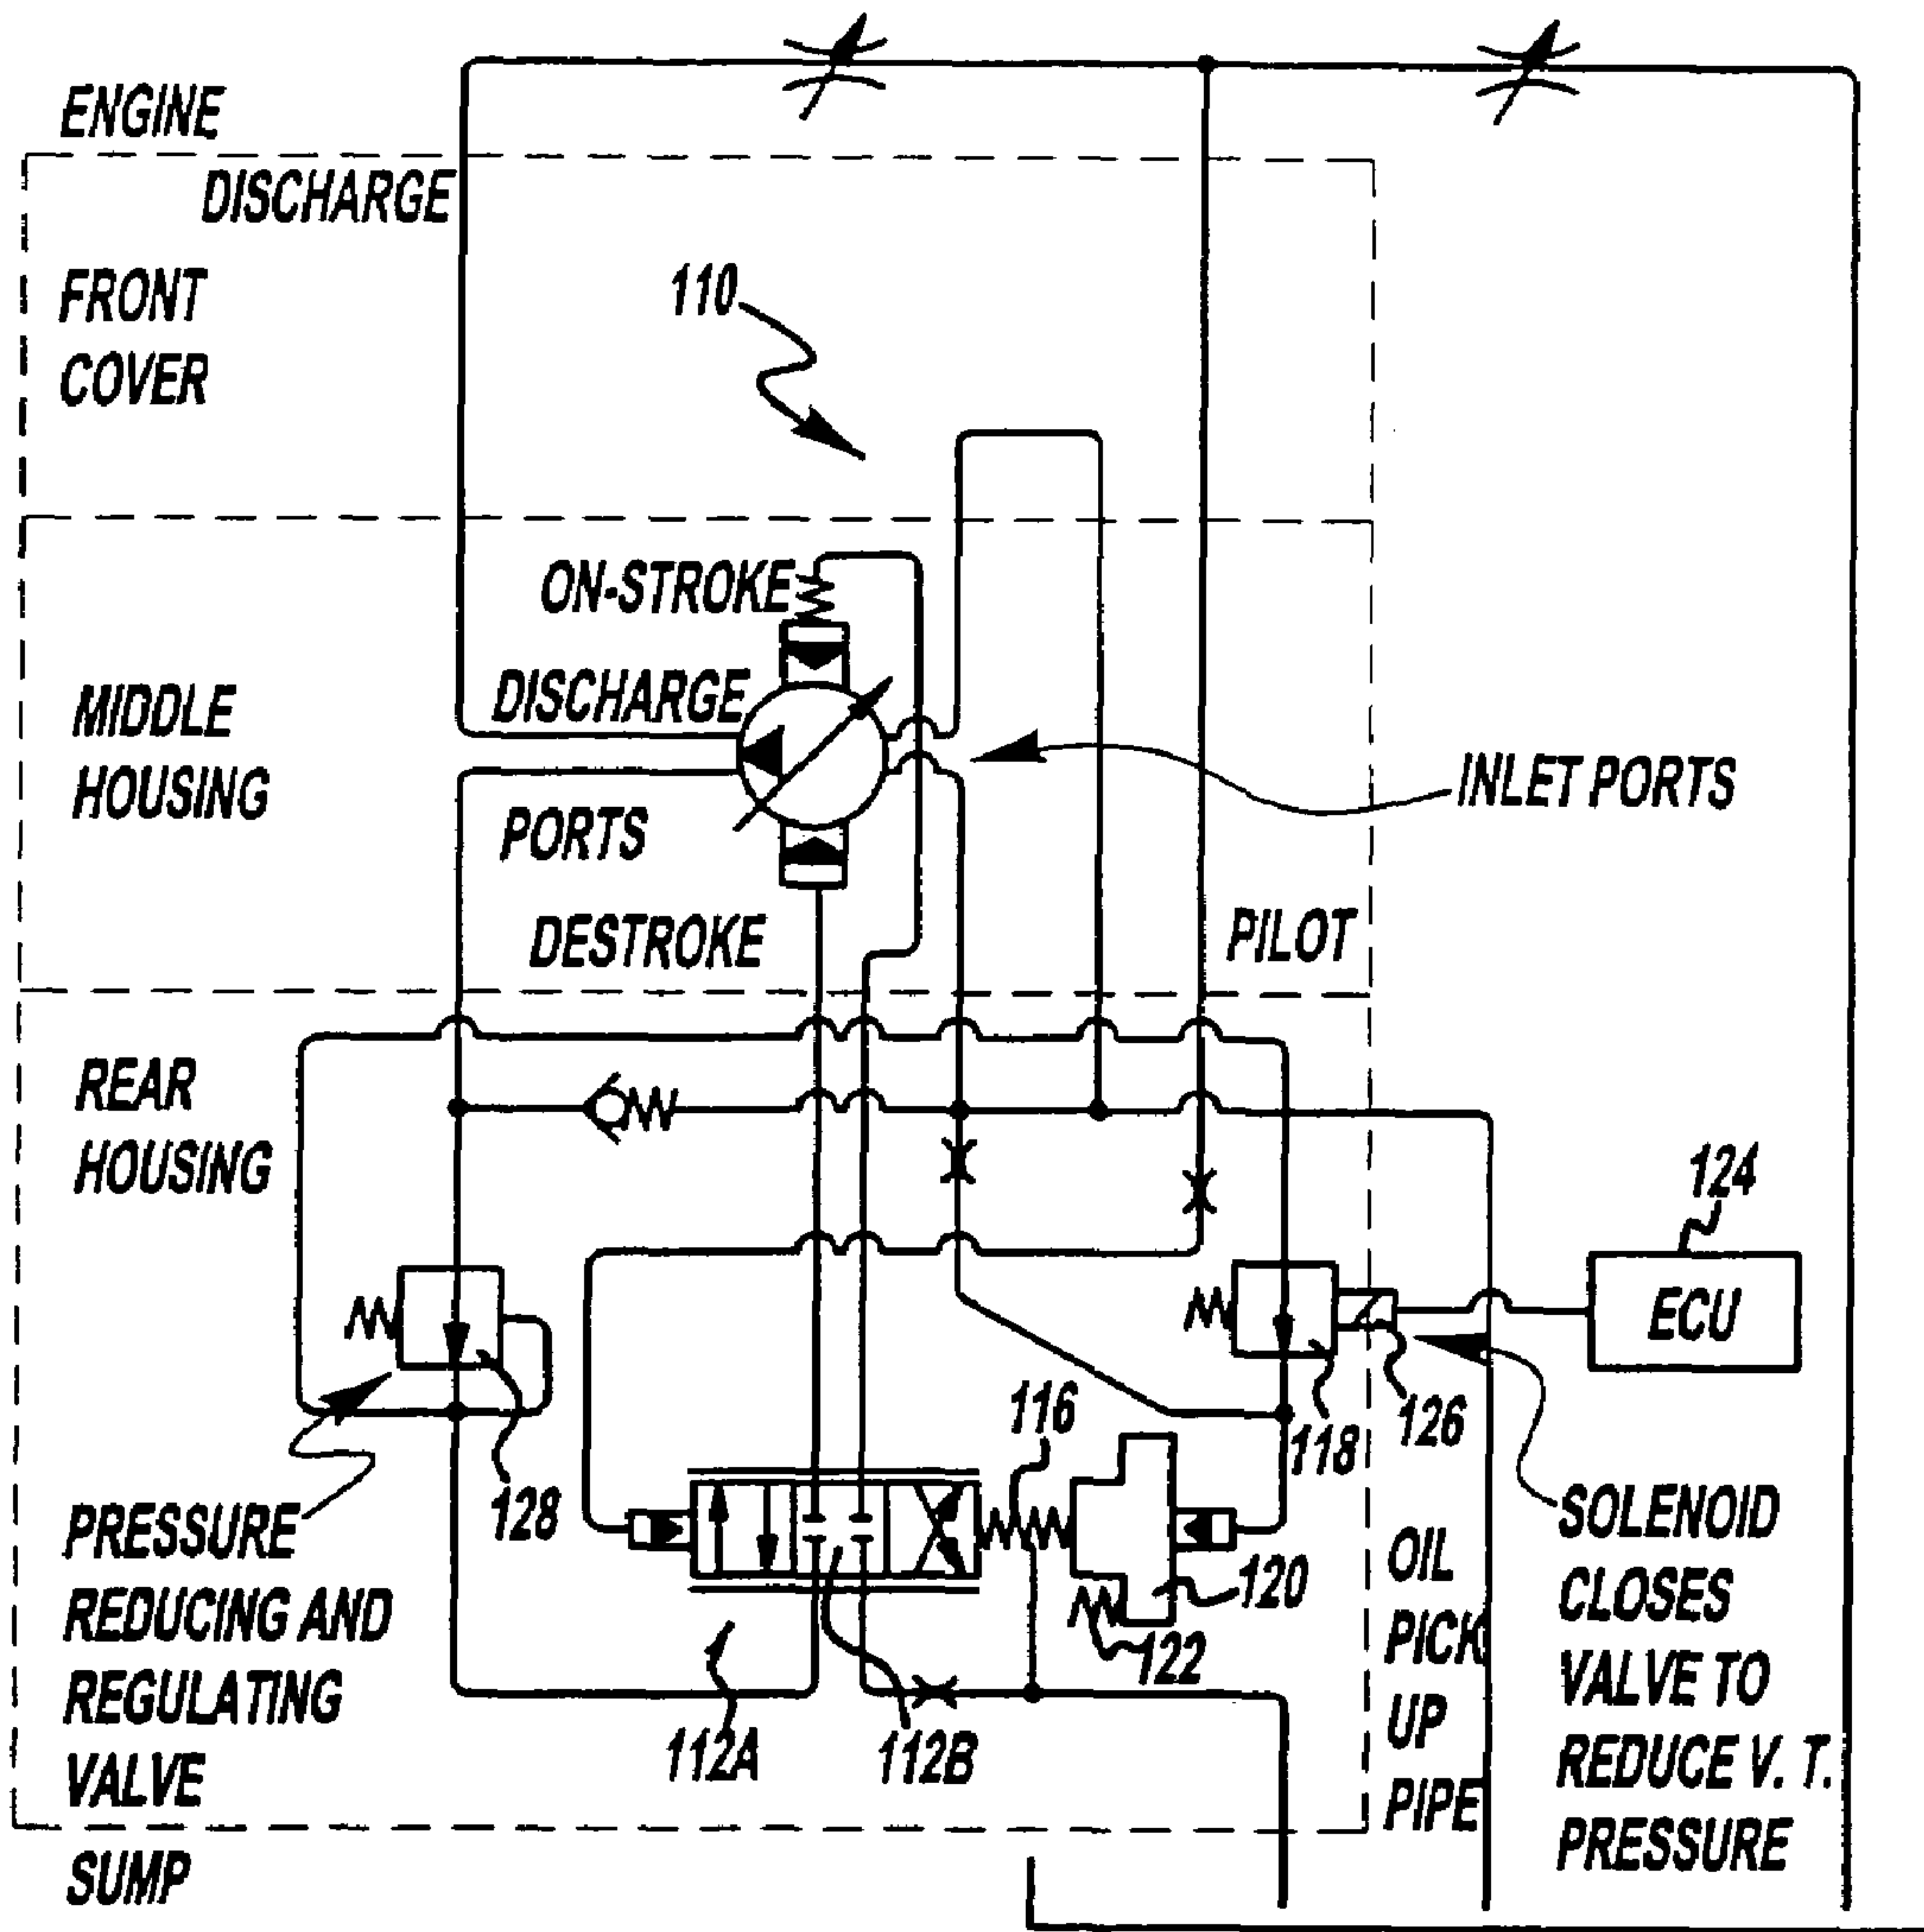 ENGINE
DISCHARGE
FRONT
COVER
110
ON-STROKE
DISCHARGE
MIDDLE
HOUSING
INLET PORTS
PORTS
DESTROKE
PILOT
REAR
HOUSING
124
ECU
116
118
126
128
PRESSURE
REDUCING AND
REGULATING
VALVE
120
122
112A
112B
OIL
PICK
UP
PIPE
SOLENOID
CLOSES
VALVE TO
REDUCE V. T.
PRESSURE
SUMP